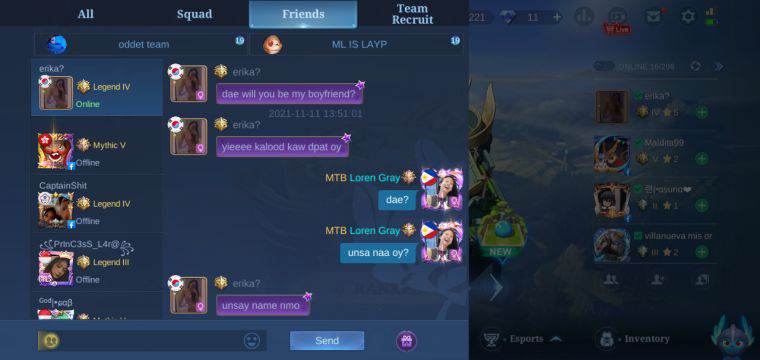 All
Squad
Friends
Team
Recruit
221
11
oddet team
19
ML IS LAYP
19
Live
erika?
Legend IV
Online
Mythic V
Offline
CaptainShit
Legend IV
Offline
PrInC3sS_L4r@
Legend III
Offline
erika?
dae will you be my boyfriend?
2021-11-11 13:51:01
erika?
yieeee kalood kaw dpat oy
MTB Loren Gray
dae?
MTB Loren Gray
unsa naa oy?
erika?
unsay name nmo
Send
ONLINE 16/296
erika?
IV ★ 5
Maldita99
V ★ 2
II ★ 1
villanueva mis or
III ★ 2
NEW
Esports
Inventory